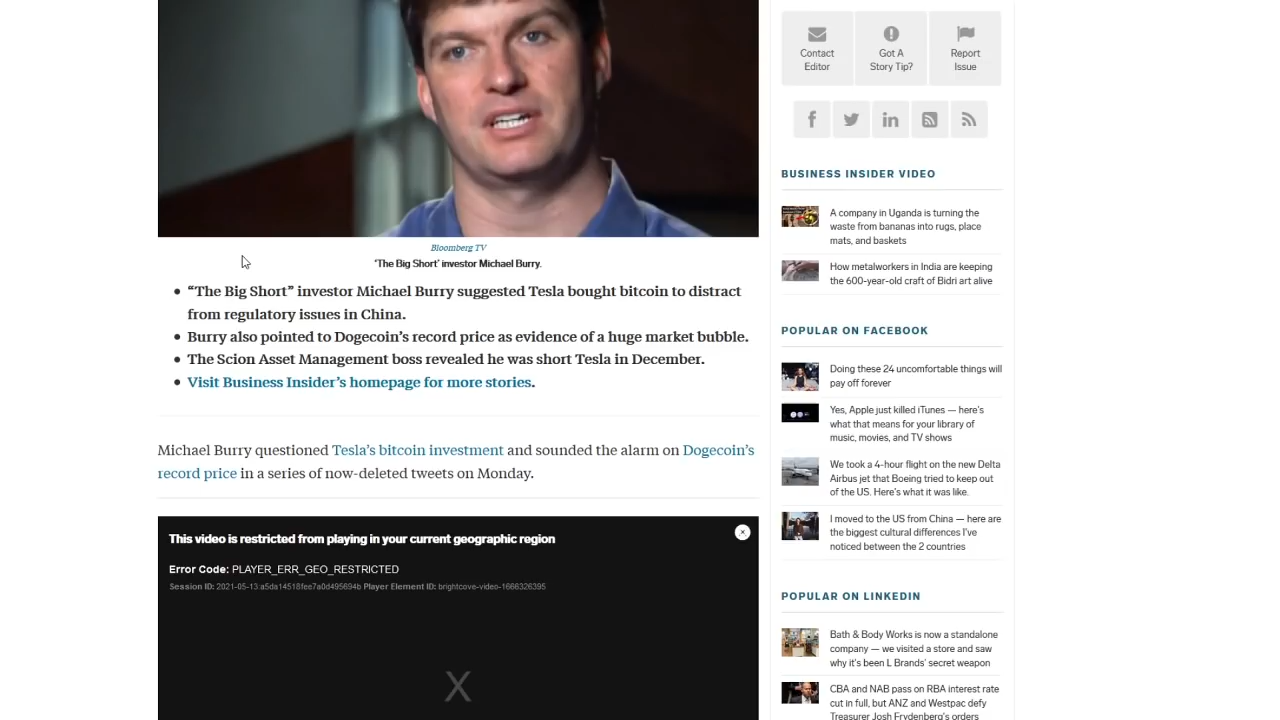 Bloomberg TV
'The Big Short' investor Michael Burry.
• “The Big Short” investor Michael Burry suggested Tesla bought bitcoin to distract
from regulatory issues in China.
• Burry also pointed to Dogecoin’s record price as evidence of a huge market bubble.
• The Scion Asset Management boss revealed he was short Tesla in December.
• Visit Business Insider’s homepage for more stories.
Michael Burry questioned Tesla’s bitcoin investment and sounded the alarm on Dogecoin’s
record price in a series of now-deleted tweets on Monday.
This video is restricted from playing in your current geographic region
Error Code: PLAYER_ERR_GEO_RESTRICTED
Session ID: 2021-05-13:a5da14518fee7a0d495694b Player Element ID: brightcove-video-1666326395
X
Contact
Editor
Got A
Story Tip?
Report
Issue
BUSINESS INSIDER VIDEO
A company in Uganda is turning the
waste from bananas into rugs, place
mats, and baskets
How metalworkers in India are keeping
the 600-year-old craft of Bidri art alive
POPULAR ON FACEBOOK
Doing these 24 uncomfortable things will
pay off forever
Yes, Apple just killed iTunes — here's
what that means for your library of
music, movies, and TV shows
We took a 4-hour flight on the new Delta
Airbus jet that Boeing tried to keep out
of the US. Here's what it was like.
I moved to the US from China — here are
the biggest cultural differences I've
noticed between the 2 countries
POPULAR ON LINKEDIN
Bath & Body Works is now a standalone
company — we visited a store and saw
why it's been L Brands' secret weapon
CBA and NAB pass on RBA interest rate
cut in full, but ANZ and Westpac defy
Treasurer Josh Frydenberg's orders